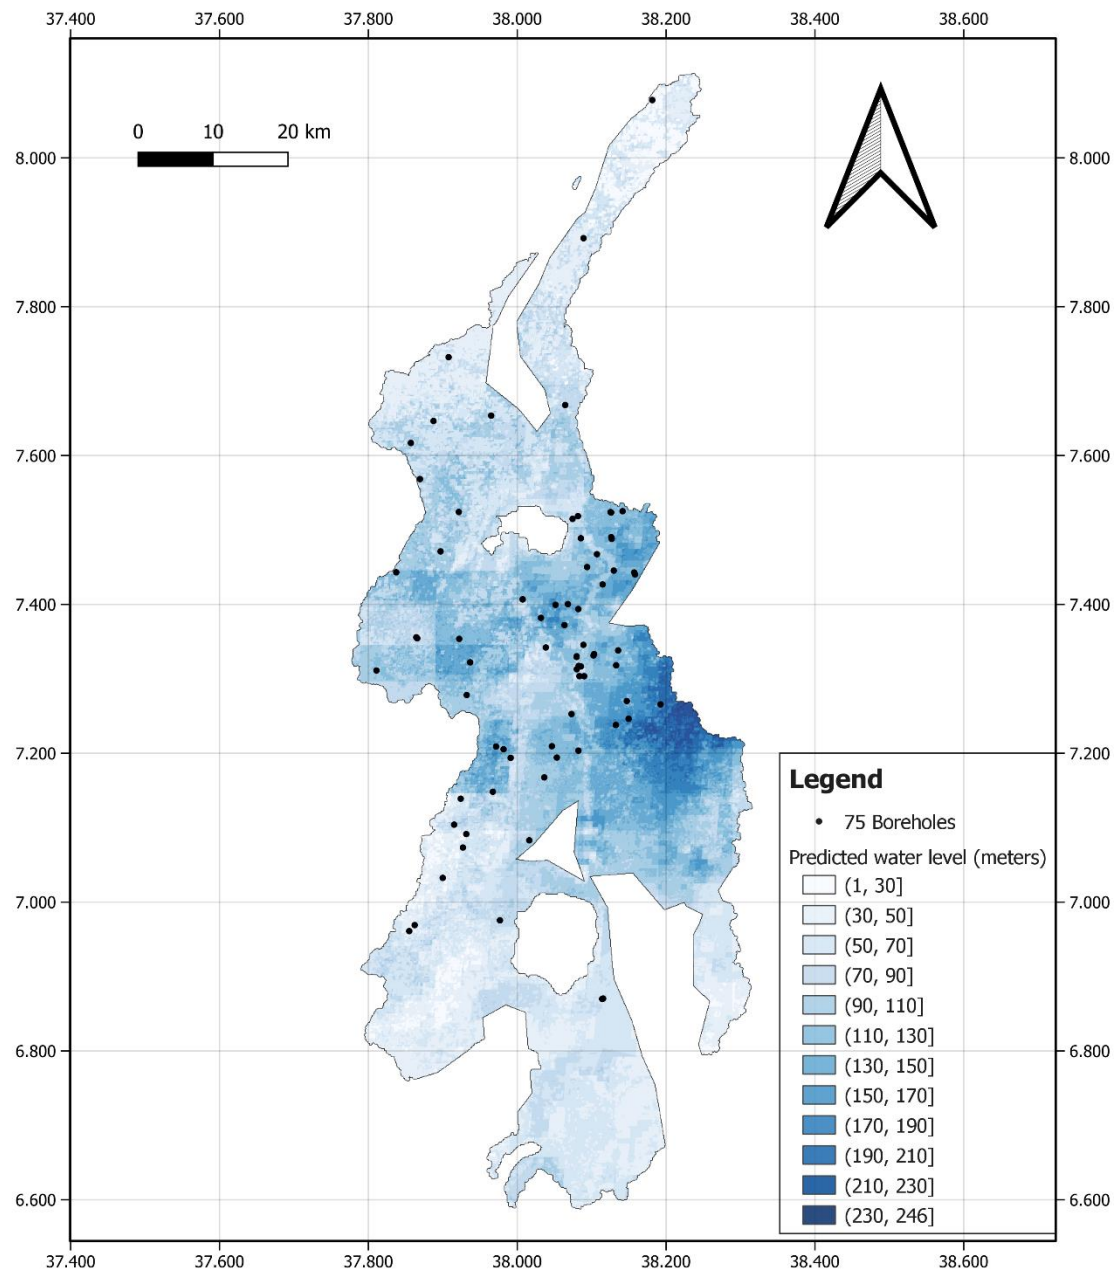 37.400 37.600 37.800 38.000 38.200 38.400 38.600
0 10 20 km
8.000 8.000
7.800 7.800
7.600 7.600
7.400 7.400
7.200 7.200
Legend
75 Boreholes
Predicted water level (meters)
(1, 30]
7.000 (30, 50] 7.000
(50, 70]
(70, 90]
(90, 110]
(110, 130]
6.800 6.800
(130, 150]
(150, 170]
(170, 190]
(190, 210]
(210, 230]
6.600 6.600
(230, 246]
37.400 37.600 37.800 38.000 38.200 38.400 38.600